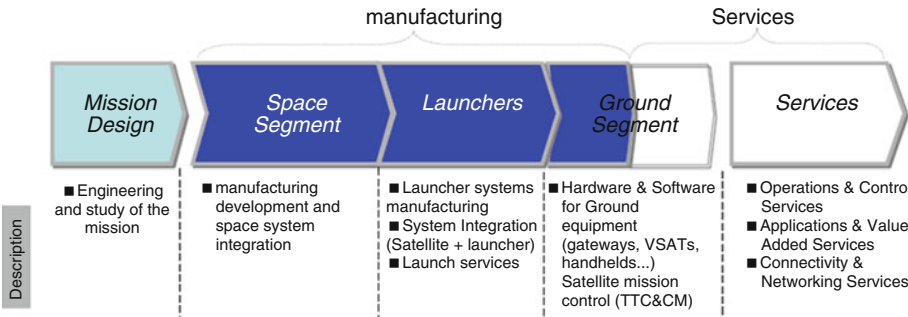 manufacturing
Services
Mission
Design
Space
Segment
Launchers
Ground
Segment
Services
Description
■ Engineering
and study of the
mission
■ manufacturing
development and
space system
integration
■ Launcher systems
manufacturing
■ System Integration
(Satellite + launcher)
■ Launch services
■ Hardware & Software
for Ground
equipment
(gateways, VSATs,
handhelds...)
Satellite mission
control (TTC&CM)
■ Operations & Contro
Services
■ Applications & Value
Added Services
■ Connectivity &
Networking Services